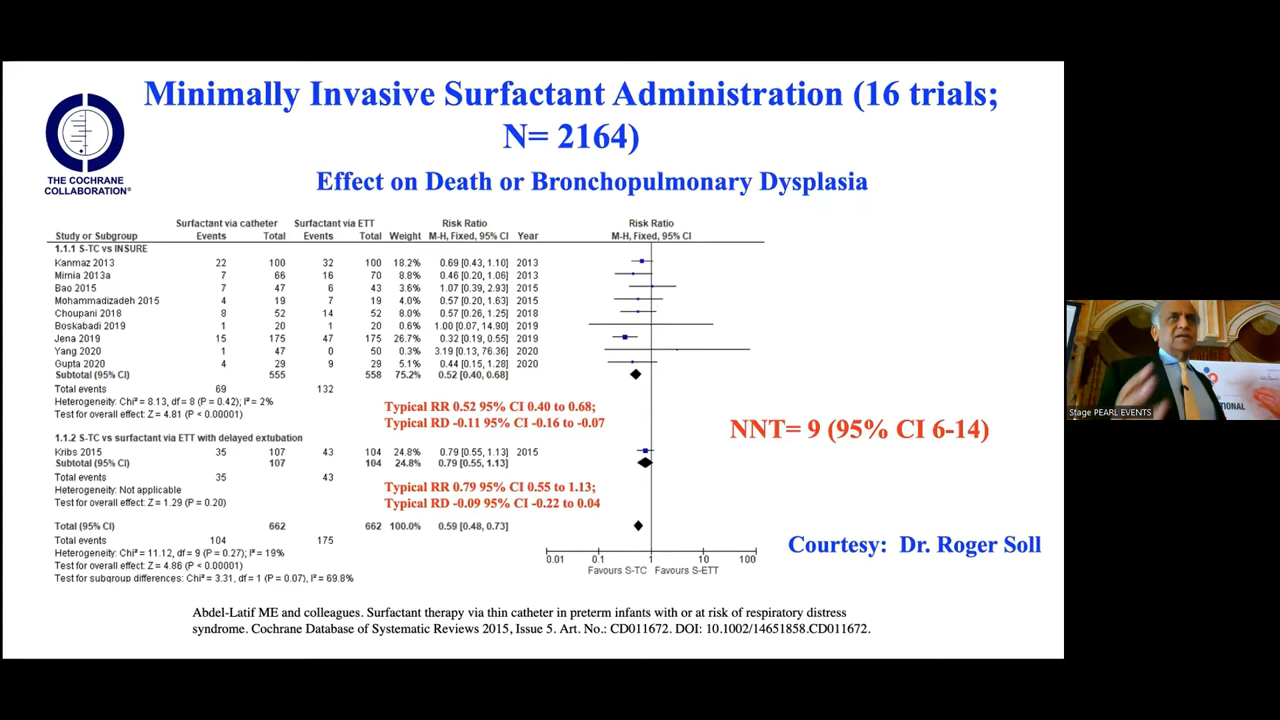 Minimally Invasive Surfactant Administration (16 trials;
N= 2164)
THE COCHRANE
COLLABORATION®
Effect on Death or Bronchopulmonary Dysplasia
Surfactant via catheter Surfactant via ETT Risk Ratio Risk Ratio
Study or Subgroup Events Total Events Total Weight M-H, Fixed, 95% CI Year M-H, Fixed, 95% CI
1.1.1 S-TC vs INSURE
Kanmaz 2013 22 100 32 100 18.2% 0.69 [0.43, 1.10] 2013
Mirnia 2013a 7 66 16 70 8.8% 0.46 [0.20, 1.06] 2013
Bao 2015 7 47 6 43 3.6% 1.07 [0.39, 2.93] 2015
Mohammadizadeh 2015 4 19 7 19 4.0% 0.57 [0.20, 1.63] 2015
Choupani 2018 8 52 14 52 8.0% 0.57 [0.26, 1.25] 2018
Boskabadi 2019 1 20 1 20 0.6% 1.00 [0.07, 14.90] 2019
Jena 2019 15 175 47 175 26.7% 0.32 [0.19, 0.55] 2019
Yang 2020 1 47 0 50 0.3% 3.19 [0.13, 76.36] 2020
Gupta 2020 4 29 9 29 5.1% 0.44 [0.15, 1.28] 2020
Subtotal (95% CI) 555 558 75.2% 0.52 [0.40, 0.68]
Total events 69 132
Heterogeneity: Chi² = 8.13, df = 8 (P = 0.42); I² = 2%
Test for overall effect: Z = 4.81 (P < 0.00001)
Typical RR 0.52 95% CI 0.40 to 0.68;
Typical RD -0.11 95% CI -0.16 to -0.07
NNT= 9 (95% CI 6-14)
1.1.2 S-TC vs surfactant via ETT with delayed extubation
Kribs 2015 35 107 43 104 24.8% 0.79 [0.55, 1.13] 2015
Subtotal (95% CI) 107 104 24.8% 0.79 [0.55, 1.13]
Total events 35 43
Heterogeneity: Not applicable
Test for overall effect: Z = 1.29 (P = 0.20)
Typical RR 0.79 95% CI 0.55 to 1.13;
Typical RD -0.09 95% CI -0.22 to 0.04
Total (95% CI) 662 662 100.0% 0.59 [0.48, 0.73]
Total events 104 175
Heterogeneity: Chi² = 11.12, df = 9 (P = 0.27); I² = 19%
Test for overall effect: Z = 4.86 (P < 0.00001)
Test for subgroup differences: Chi² = 3.31, df = 1 (P = 0.07), I² = 69.8%
0.01 0.1 1 10 100
Favours S-TC Favours S-ETT
Courtesy: Dr. Roger Soll
Abdel-Latif ME and colleagues. Surfactant therapy via thin catheter in preterm infants with or at risk of respiratory distress
syndrome. Cochrane Database of Systematic Reviews 2015, Issue 5. Art. No.: CD011672. DOI: 10.1002/14651858.CD011672.
Stage PEARL EVENTS